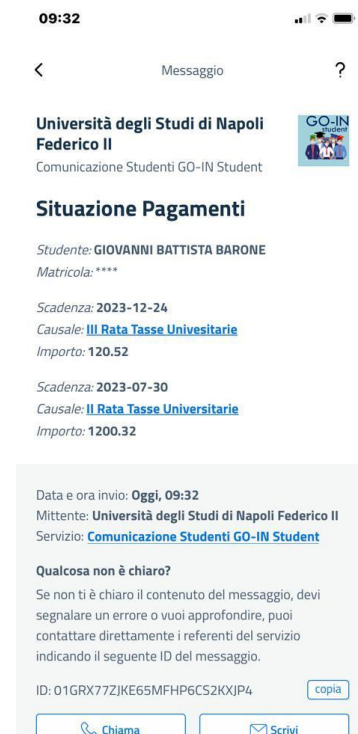 09:32
Messaggio
?
Università degli Studi di Napoli
Federico II
GO-IN
student
Comunicazione Studenti GO-IN Student
Situazione Pagamenti
Studente: GIOVANNI BATTISTA BARONE
Matricola: ****
Scadenza: 2023-12-24
Causale: III Rata Tasse Univesitarie
Importo: 120.52
Scadenza: 2023-07-30
Causale: II Rata Tasse Universitarie
Importo: 1200.32
Data e ora invio: Oggi, 09:32
Mittente: Università degli Studi di Napoli Federico II
Servizio: Comunicazione Studenti GO-IN Student
Qualcosa non è chiaro?
Se non ti è chiaro il contenuto del messaggio, devi
segnalare un errore o vuoi approfondire, puoi
contattare direttamente i referenti del servizio
indicando il seguente ID del messaggio.
ID: 01GRX77ZJKE65MFHP6CS2KXJP4
copia
Chiama
Scrivi